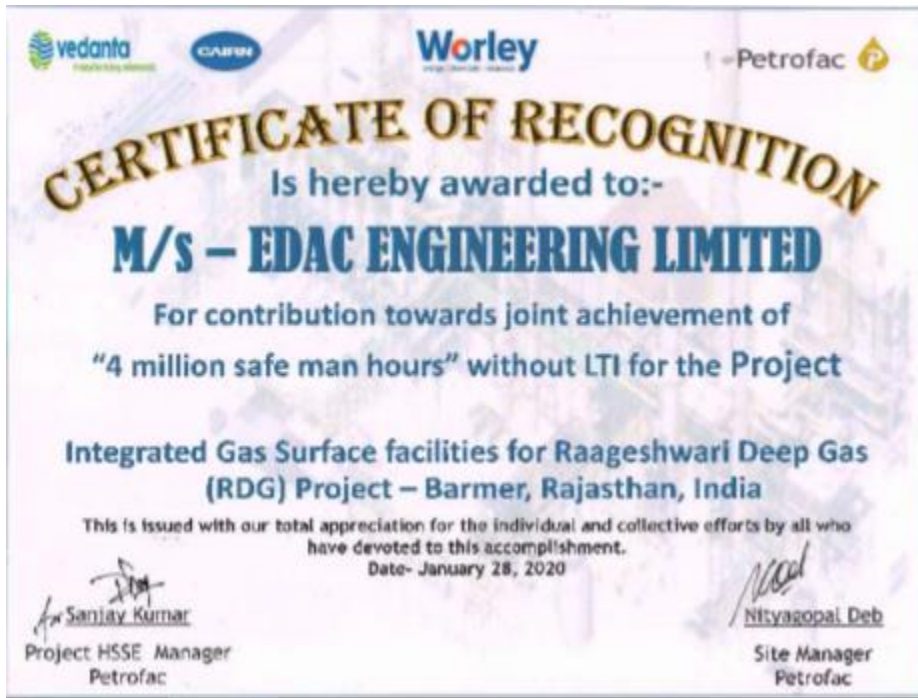 vedanta
CAIRN
Worley
Petrofac
CERTIFICATE OF RECOGNITION
Is hereby awarded to:-
M/s – EDAC ENGINEERING LIMITED
For contribution towards joint achievement of
“4 million safe man hours” without LTI for the Project
Integrated Gas Surface facilities for Raageshwari Deep Gas
(RDG) Project – Barmer, Rajasthan, India
This is issued with our total appreciation for the individual and collective efforts by all who
have devoted to this accomplishment.
Date- January 28, 2020
Sanjay Kumar
Project HSSE Manager
Petrofac
Nityagopal Deb
Site Manager
Petrofac